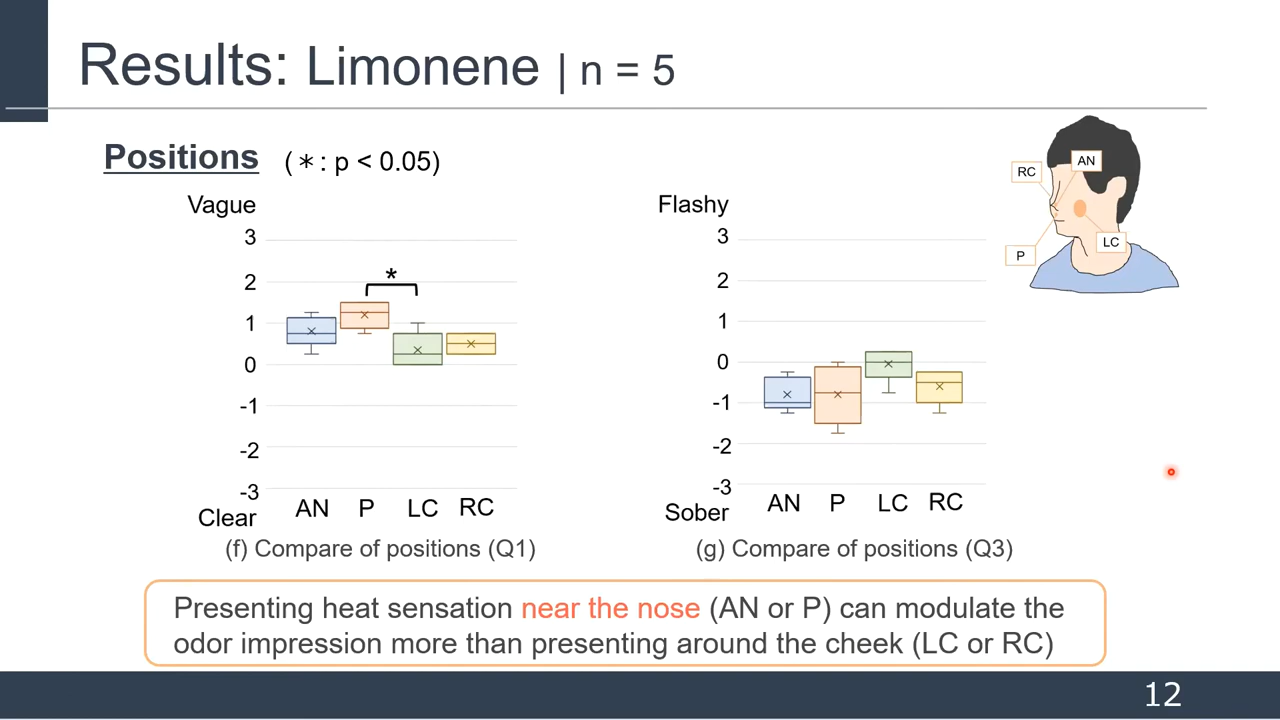 Results: Limonene | n = 5
Positions (＊: p < 0.05)
Vague
3
2
1
0
-1
-2
-3
Clear
*
AN P LC RC
(f) Compare of positions (Q1)
Flashy
3
2
1
0
-1
-2
-3
Sober
AN P LC RC
(g) Compare of positions (Q3)
AN
RC
LC
P
Presenting heat sensation near the nose (AN or P) can modulate the
odor impression more than presenting around the cheek (LC or RC)
12